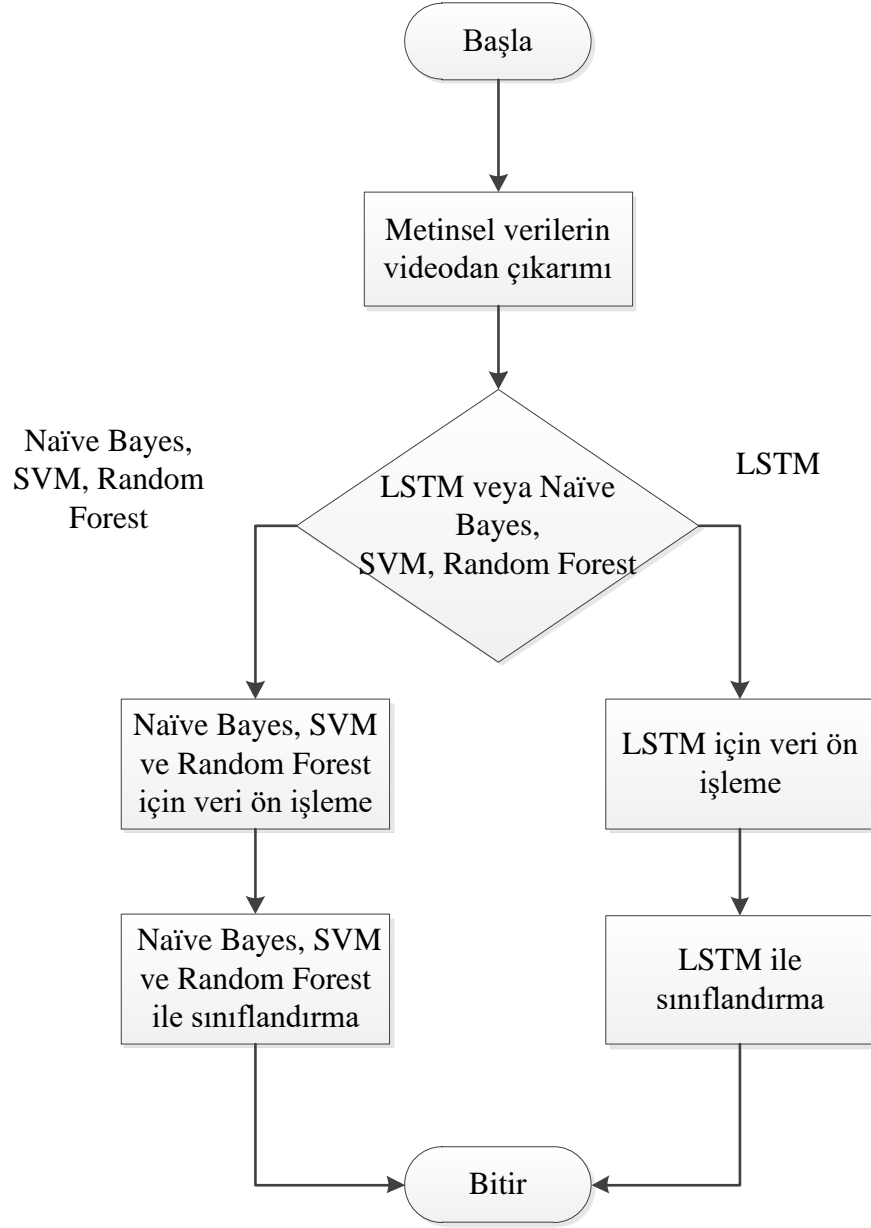 Başla
Metinsel verilerin
videodan çıkarımı
Naïve Bayes,
SVM, Random
Forest
LSTM veya Naïve
Bayes,
SVM, Random Forest
LSTM
Naïve Bayes, SVM
ve Random Forest
için veri ön işleme
LSTM için veri ön
işleme
Naïve Bayes, SVM
ve Random Forest
ile sınıflandırma
LSTM ile
sınıflandırma
Bitir